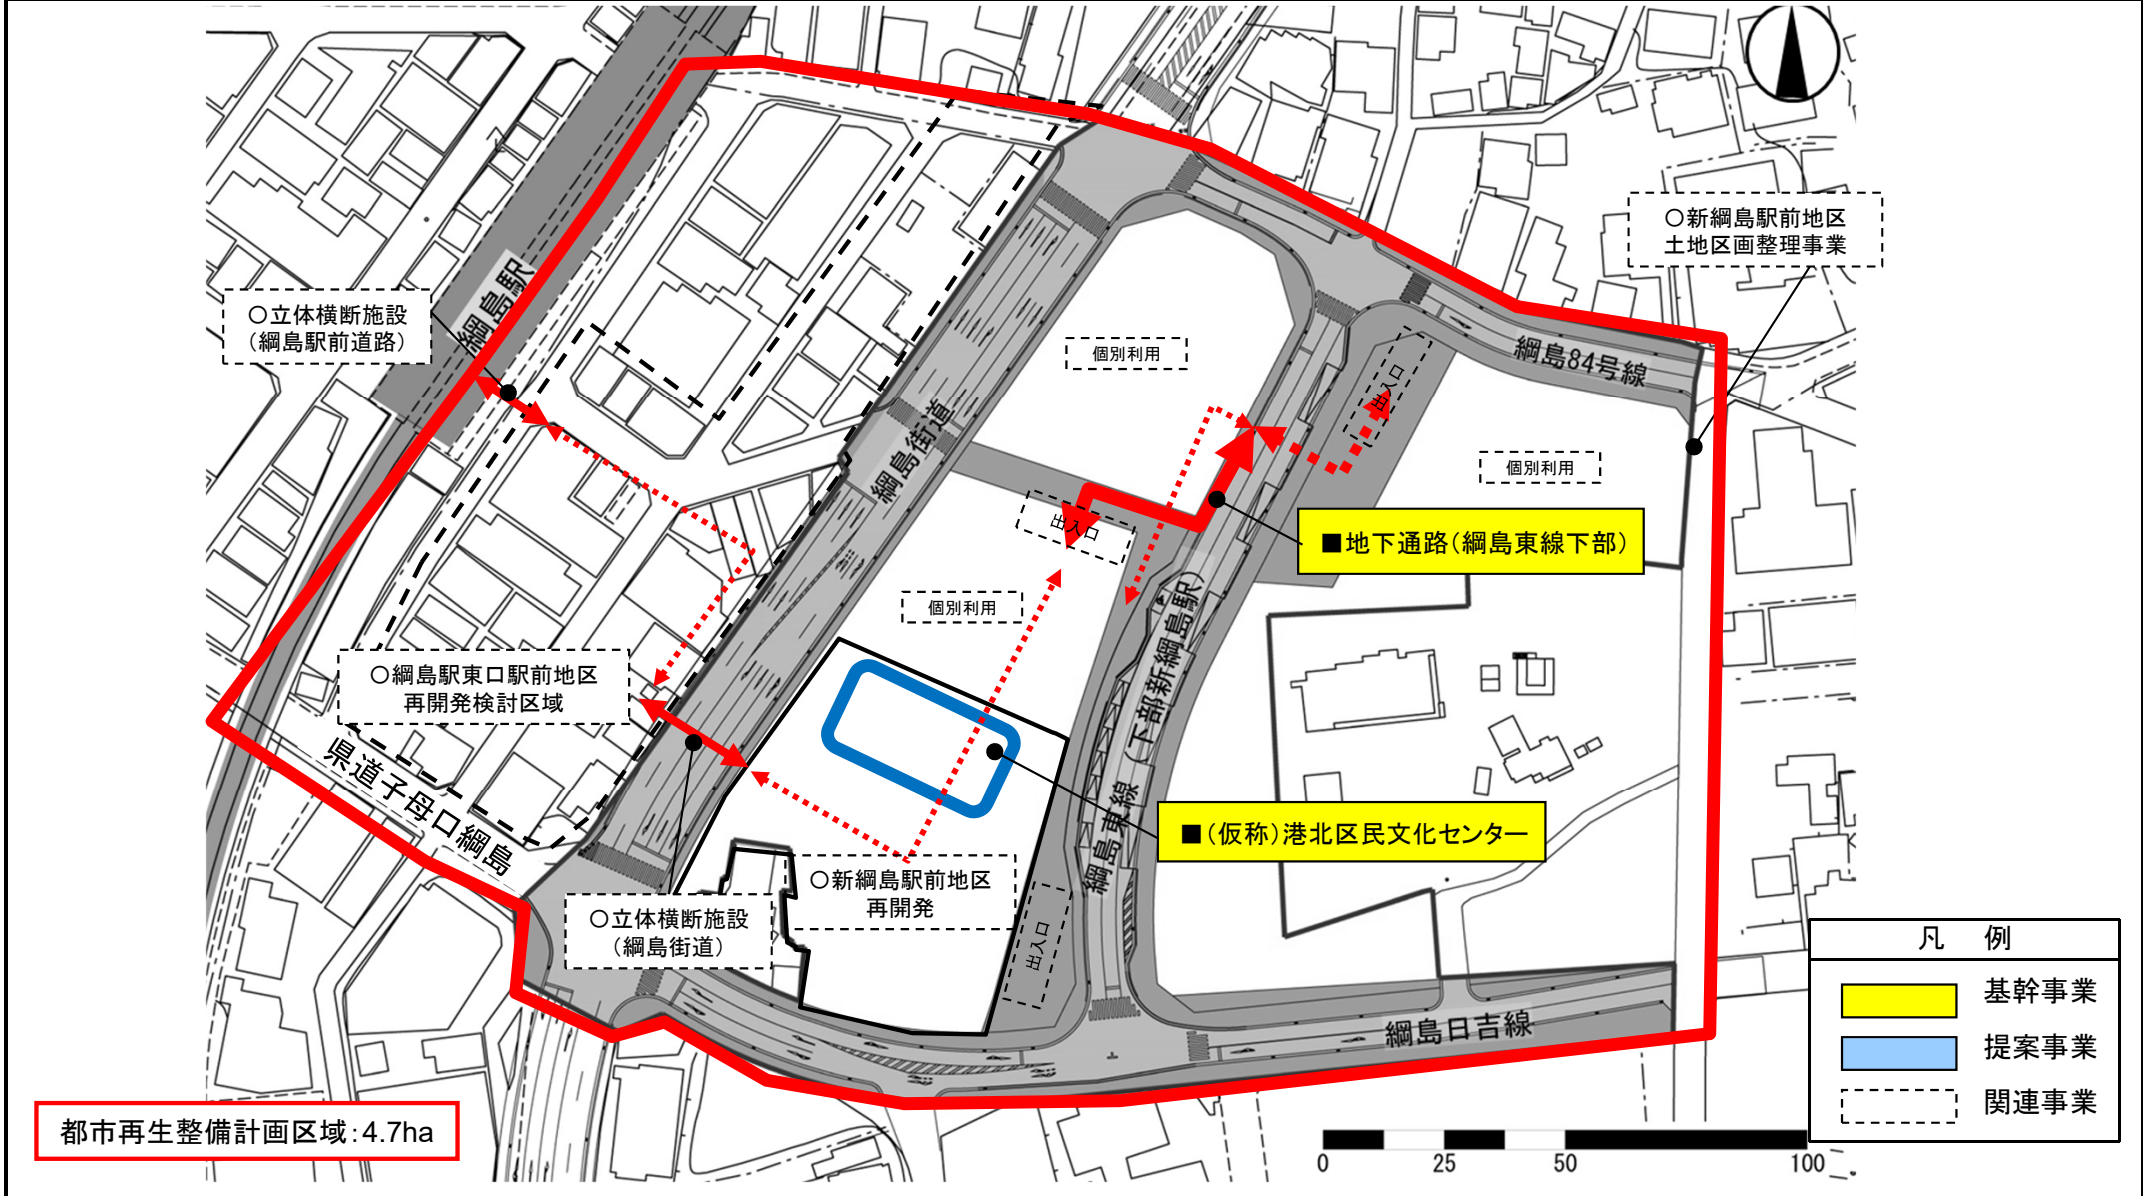 ○新綱島駅前地区
土地区画整理事業
○立体横断施設
(綱島駅前道路)
綱島駅
個別利用
綱島84号線
出入口
綱島街道
個別利用
出入口
■地下通路(綱島東線下部)
個別利用
○綱島駅東口駅前地区
再開発検討区域
綱島東線(下部新綱島駅)
県道子母口綱島
■(仮称)港北区民文化センター
○新綱島駅前地区
再開発
○立体横断施設
(綱島街道)
出入口
綱島日吉線
凡 例
基幹事業
提案事業
関連事業
都市再生整備計画区域:4.7ha
0 25 50 100